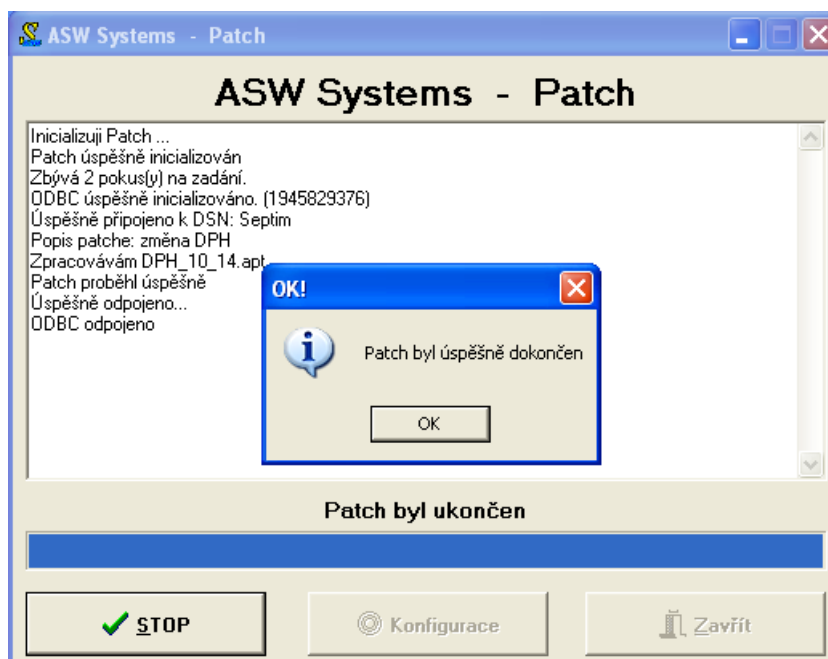 ASW Systems - Patch
ASW Systems - Patch
Inicializuji Patch ...
Patch úspěšně inicializován
Zbývá 2 pokus(y) na zadání.
ODBC úspěšně inicializováno. (1945829376)
Úspěšně připojeno k DSN: Septim
Popis patche: změna DPH
Zpracovávám DPH_10_14.apt
Patch proběhl úspěšně
Úspěšně odpojeno...
ODBC odpojeno
OK!
Patch byl úspěšně dokončen
OK
Patch byl ukončen
STOP
Konfigurace
Zavřít